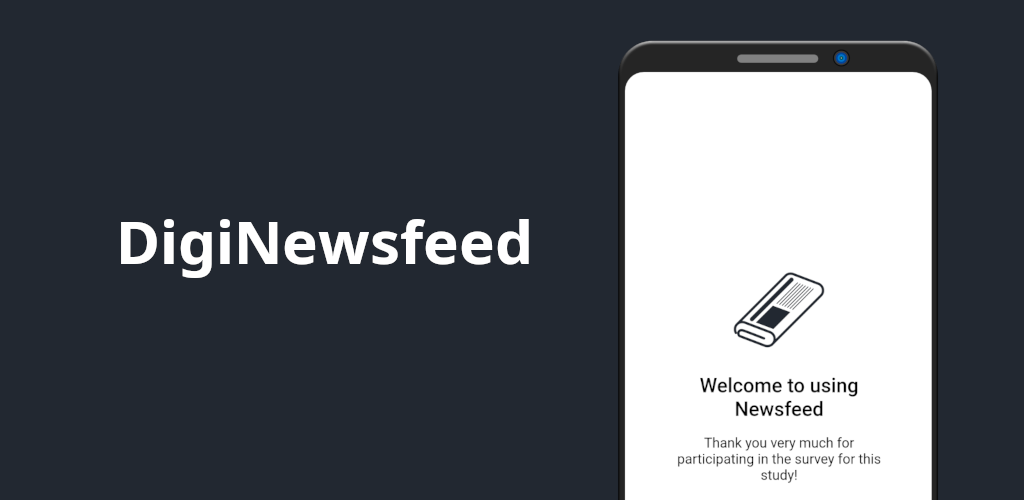 DigiNewsfeed
Welcome to using
Newsfeed
Thank you very much for
participating in the survey for this
study!